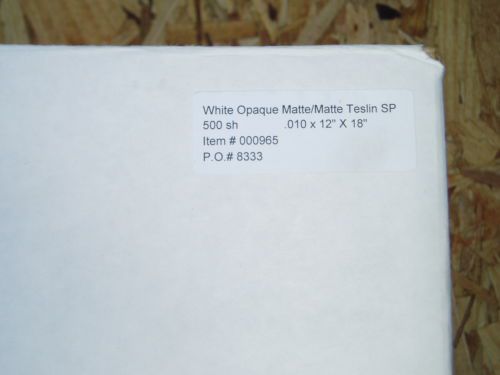 White Opaque Matte/Matte Teslin SP
500 sh .010 x 12" X 18"
Item # 000965
P.O.# 8333